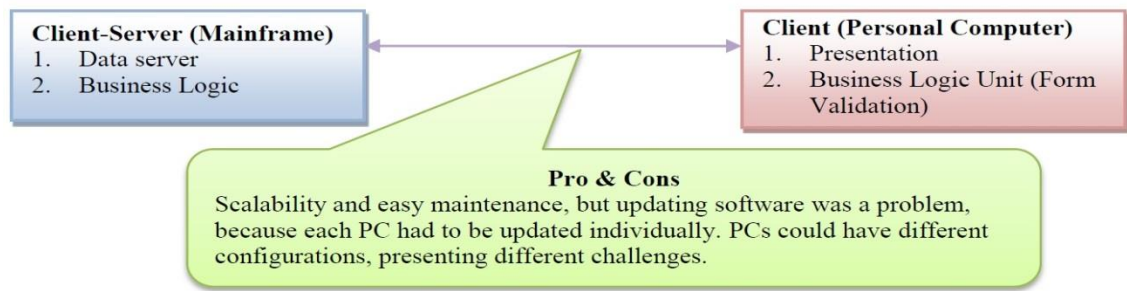 Client-Server (Mainframe)
1. Data server
2. Business Logic
Client (Personal Computer)
1. Presentation
2. Business Logic Unit (Form
Validation)
Pro & Cons
Scalability and easy maintenance, but updating software was a problem,
because each PC had to be updated individually. PCs could have different
configurations, presenting different challenges.